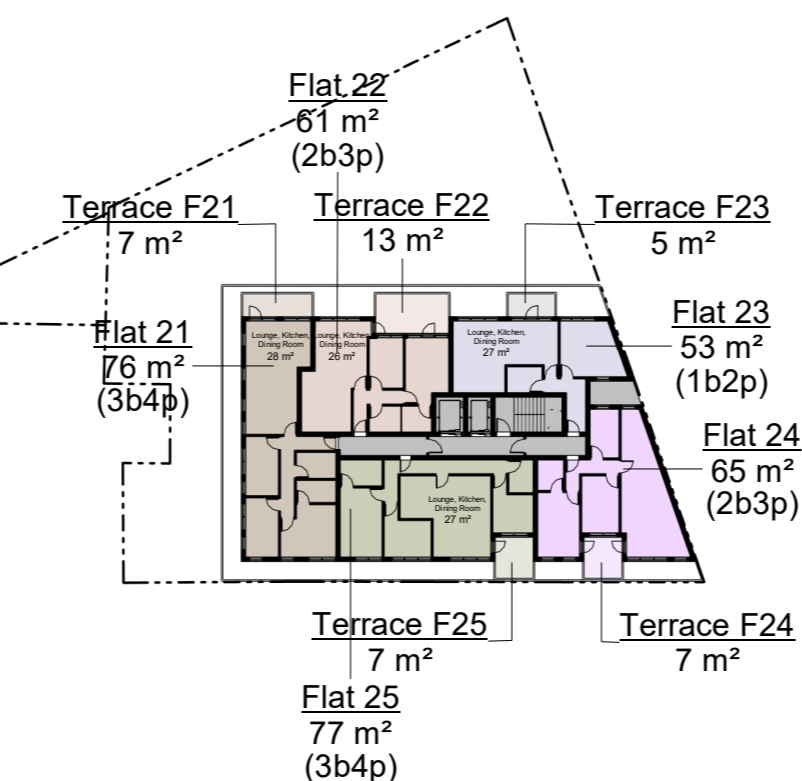 Flat 22
61 m²
(2b3p)
Terrace F21
7 m²
Terrace F22
13 m²
Terrace F23
5 m²
Flat 21
76 m²
(3b4p)
Lounge, Kitchen,
Dining Room
28 m²
Lounge, Kitchen,
Dining Room
26 m²
Lounge, Kitchen,
Dining Room
27 m²
Flat 23
53 m²
(1b2p)
Flat 24
65 m²
(2b3p)
Lounge, Kitchen,
Dining Room
27 m²
Terrace F25
7 m²
Terrace F24
7 m²
Flat 25
77 m²
(3b4p)